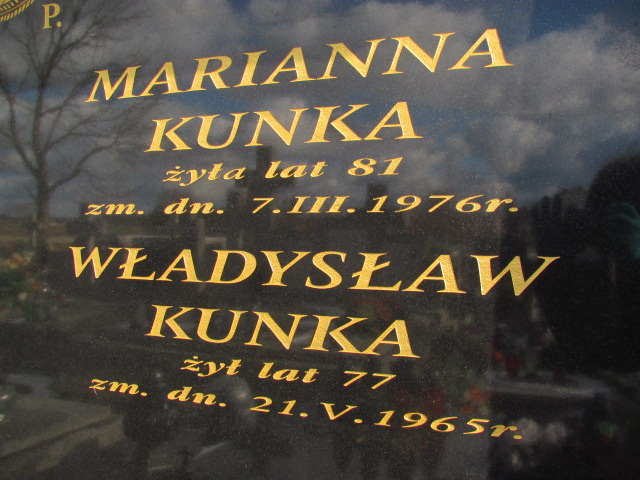 P.
MARIANNA
KUNKA
żyła lat 81
zm. dn. 7.III.1976r.
WŁADYSŁAW
KUNKA
żył lat 77
zm. dn. 21.V.1965r.